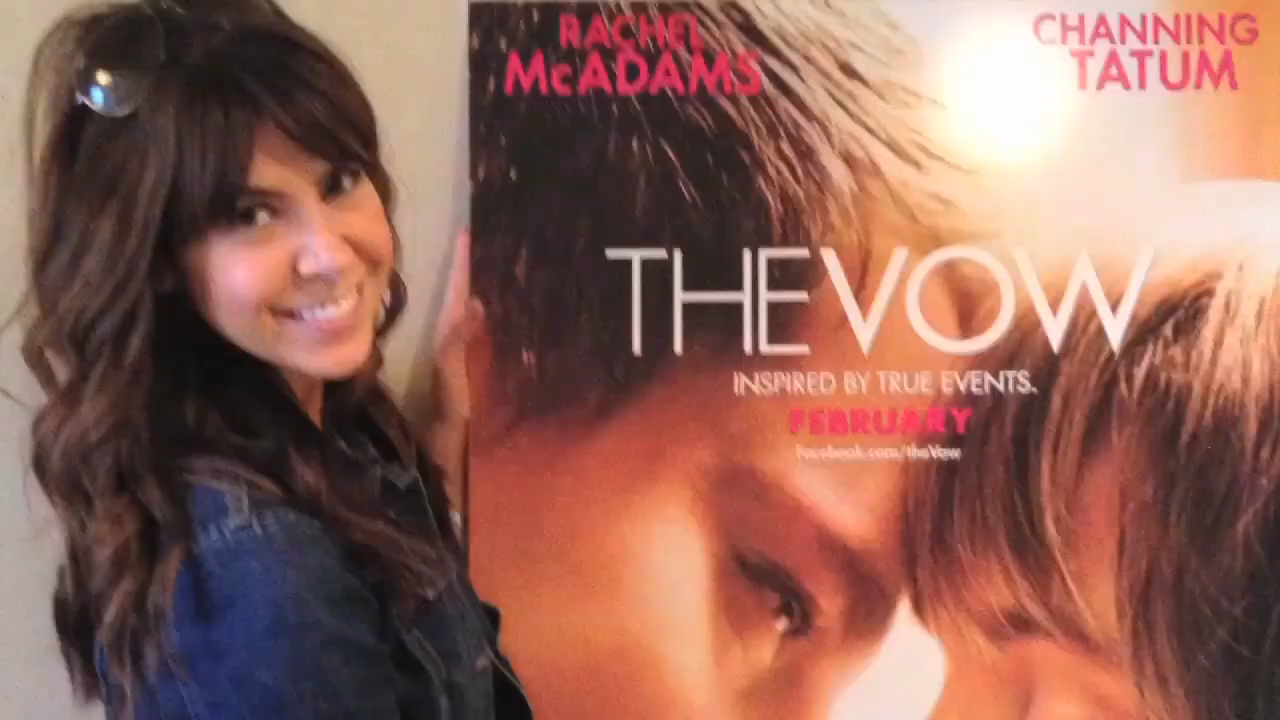 RACHEL
McADAMS
CHANNING
TATUM
THE VOW
INSPIRED BY TRUE EVENTS.
FEBRUARY
Facebook.com/theVow